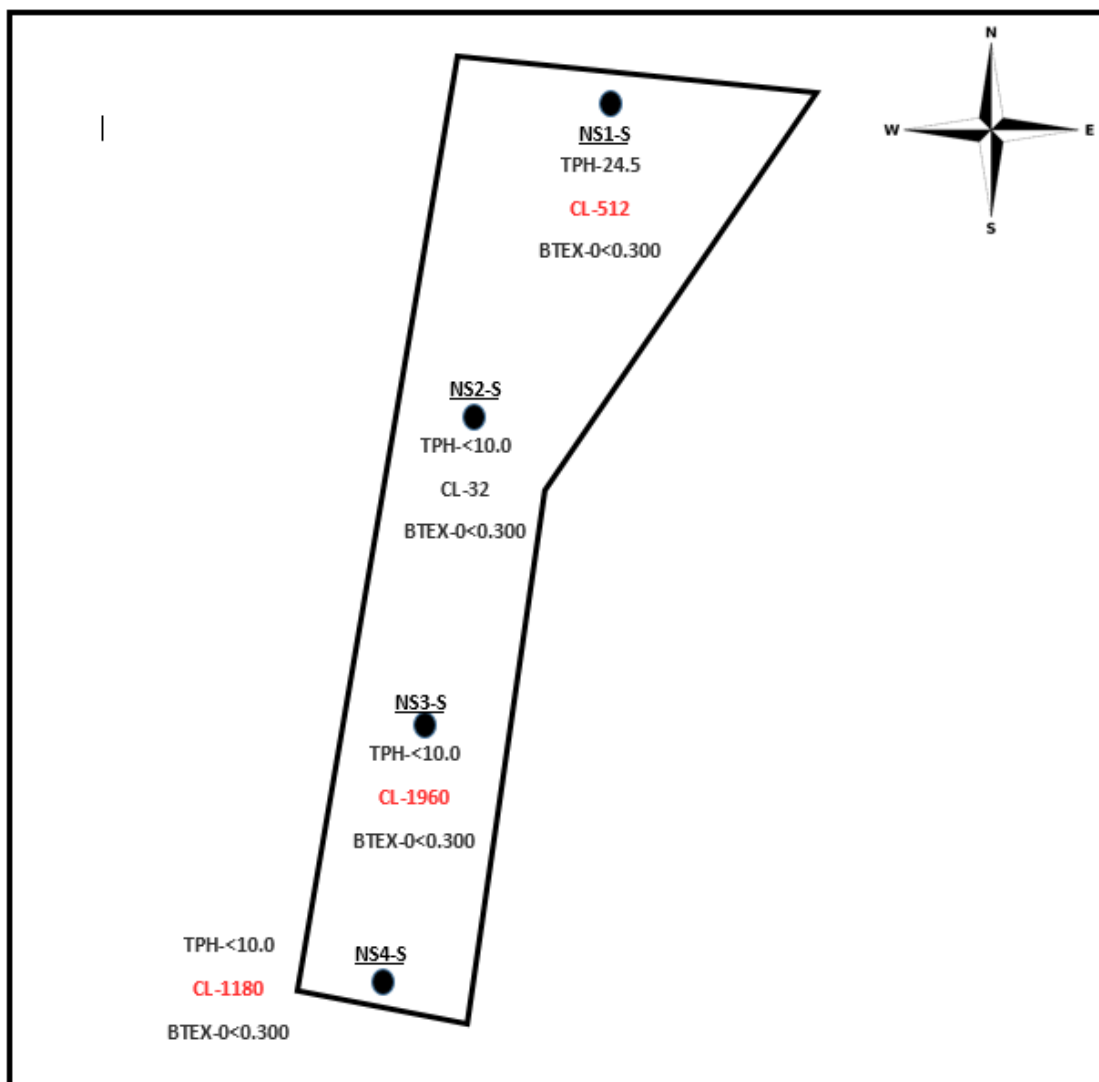 N
W
E
S
NS1-S
TPH-24.5
CL-512
BTEX-0<0.300
NS2-S
TPH-<10.0
CL-32
BTEX-0<0.300
NS3-S
TPH-<10.0
CL-1960
BTEX-0<0.300
NS4-S
TPH-<10.0
CL-1180
BTEX-0<0.300